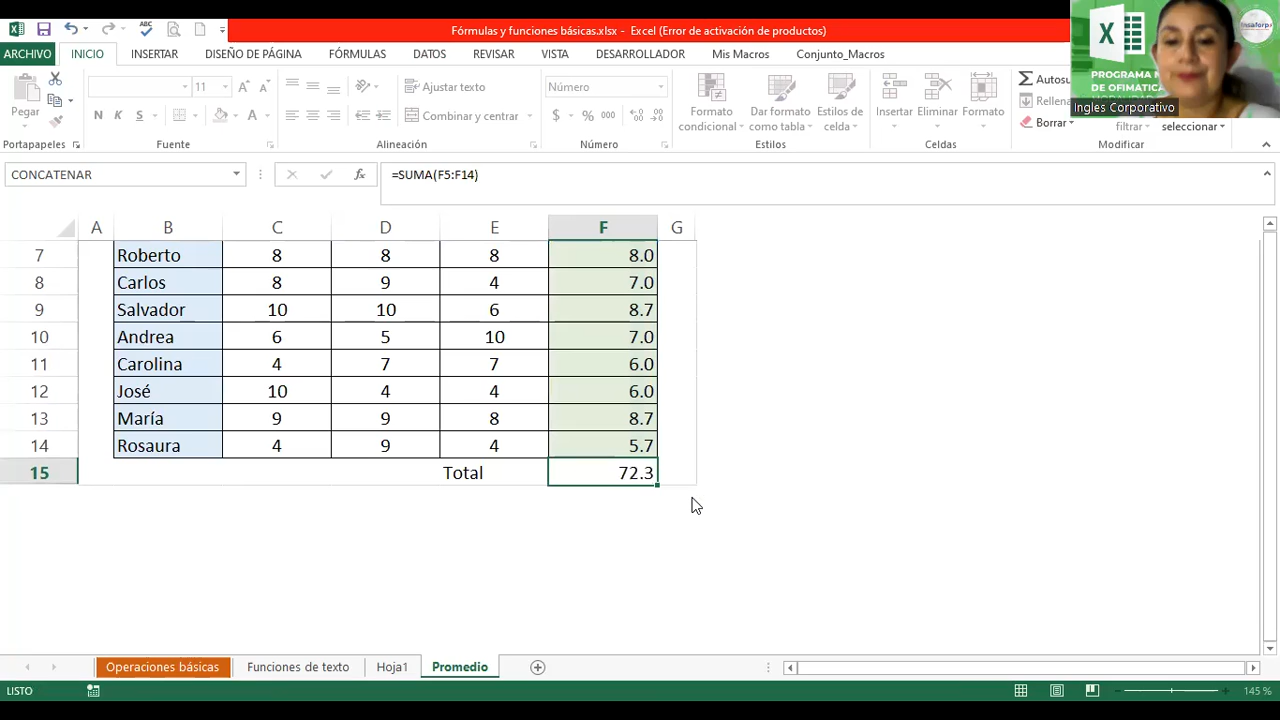 Fórmulas y funciones básicas.xlsx - Excel (Error de activación de productos)
ARCHIVO INICIO INSERTAR DISEÑO DE PÁGINA FÓRMULAS DATOS REVISAR VISTA DESARROLLADOR Mis Macros Conjunto_Macros
PROGRAMA
DE OFIMÁTICA
Ingles Corporativo
Pegar
N K S A
11 A A
Ajustar texto
Combinar y centrar
Número
$ % 000
Formato condicional
Dar formato como tabla
Estilos de celda
Insertar
Eliminar
Formato
Borrar
filtrar
seleccionar
Portapapeles Fuente Alineación Número Estilos Celdas Modificar
CONCATENAR fx =SUMA(F5:F14)
A B C D E F G
7 Roberto 8 8 8 8.0
8 Carlos 8 9 4 7.0
9 Salvador 10 10 6 8.7
10 Andrea 6 5 10 7.0
11 Carolina 4 7 7 6.0
12 José 10 4 4 6.0
13 María 9 9 8 8.7
14 Rosaura 4 9 4 5.7
15 Total 72.3
Operaciones básicas Funciones de texto Hoja1 Promedio
LISTO 145 %